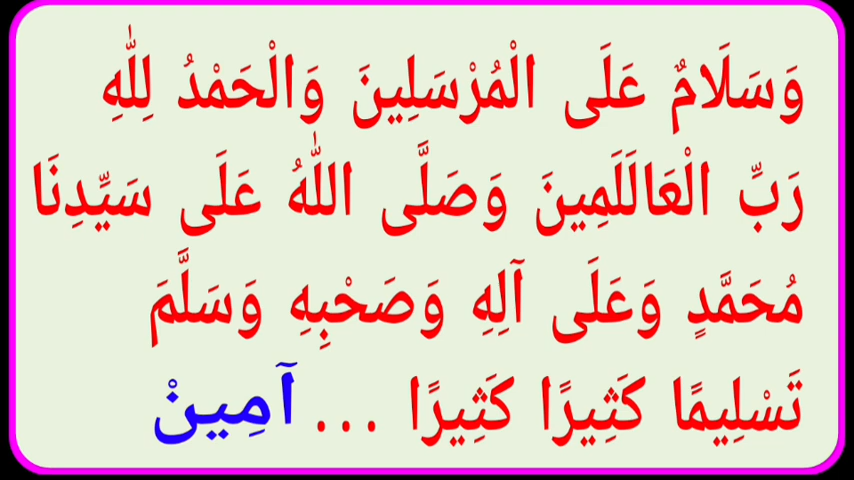 وَسَلَامٌ عَلَى الْمُرْسَلِينَ وَالْحَمْدُ لِلّٰهِ
رَبِّ الْعَالَلَمِينَ وَصَلَّى اللّٰهُ عَلَى سَيِّدِنَا
مُحَمَّدٍ وَعَلَى آلِهِ وَصَحْبِهِ وَسَلَّمَ
تَسْلِيمًا كَثِيرًا كَثِيرًا ... آمِينْ